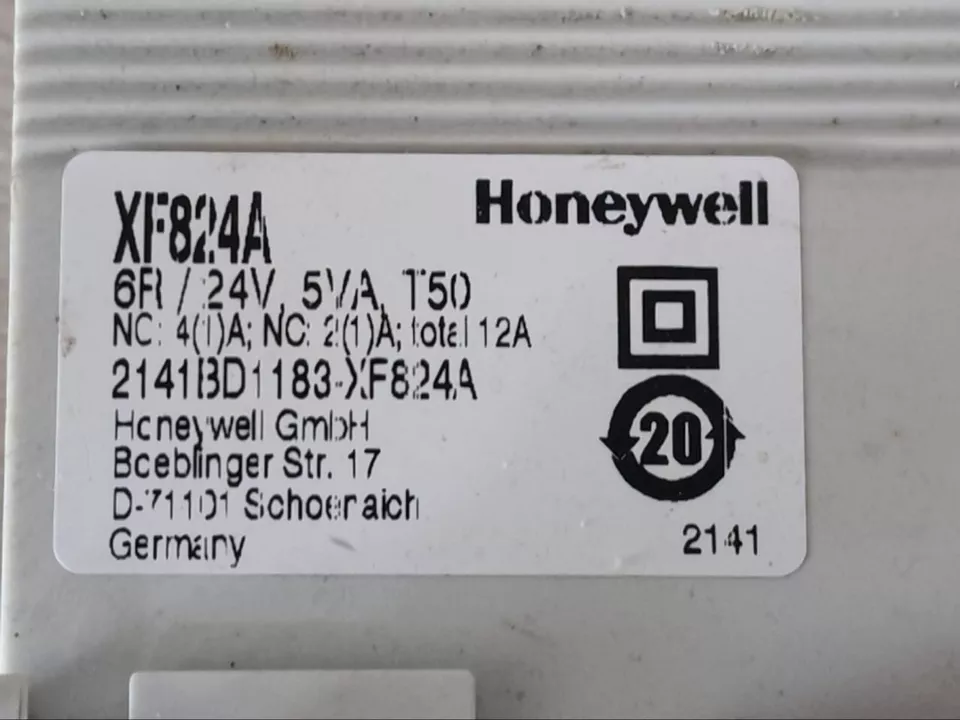 XF824A
Honeywell
6R / 24V, 5VA, T50
NC: 4(1)A; NC: 2(1)A; total 12A
2141BD1183-XF824A
Honeywell GmbH
Boeblinger Str. 17
D-71101 Schoenaich
Germany
20
2141